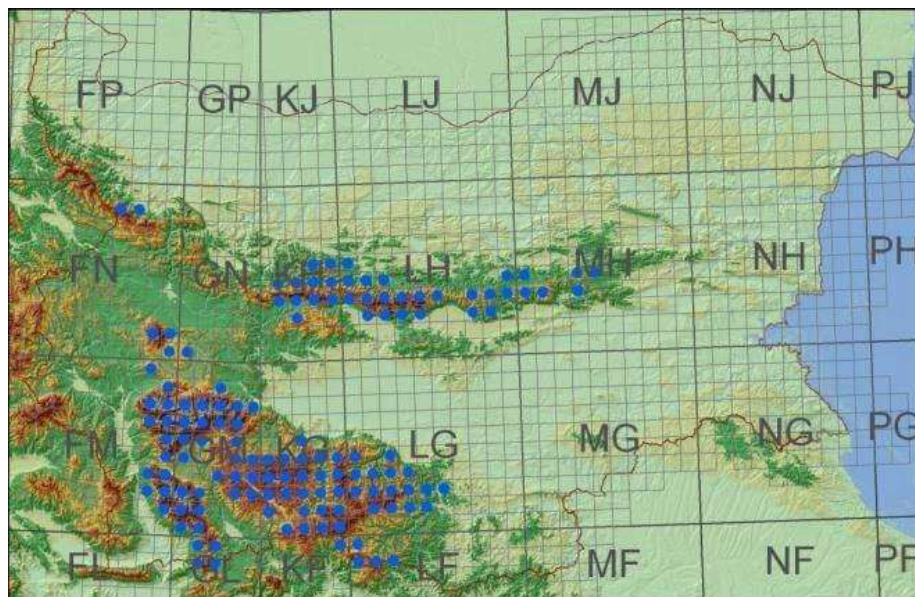 FP GP KJ LJ MJ NJ PJ
FN GN KH LH MH NH PH
FM GM KG LG MG NG PG
FL GL KF LF MF NF PF